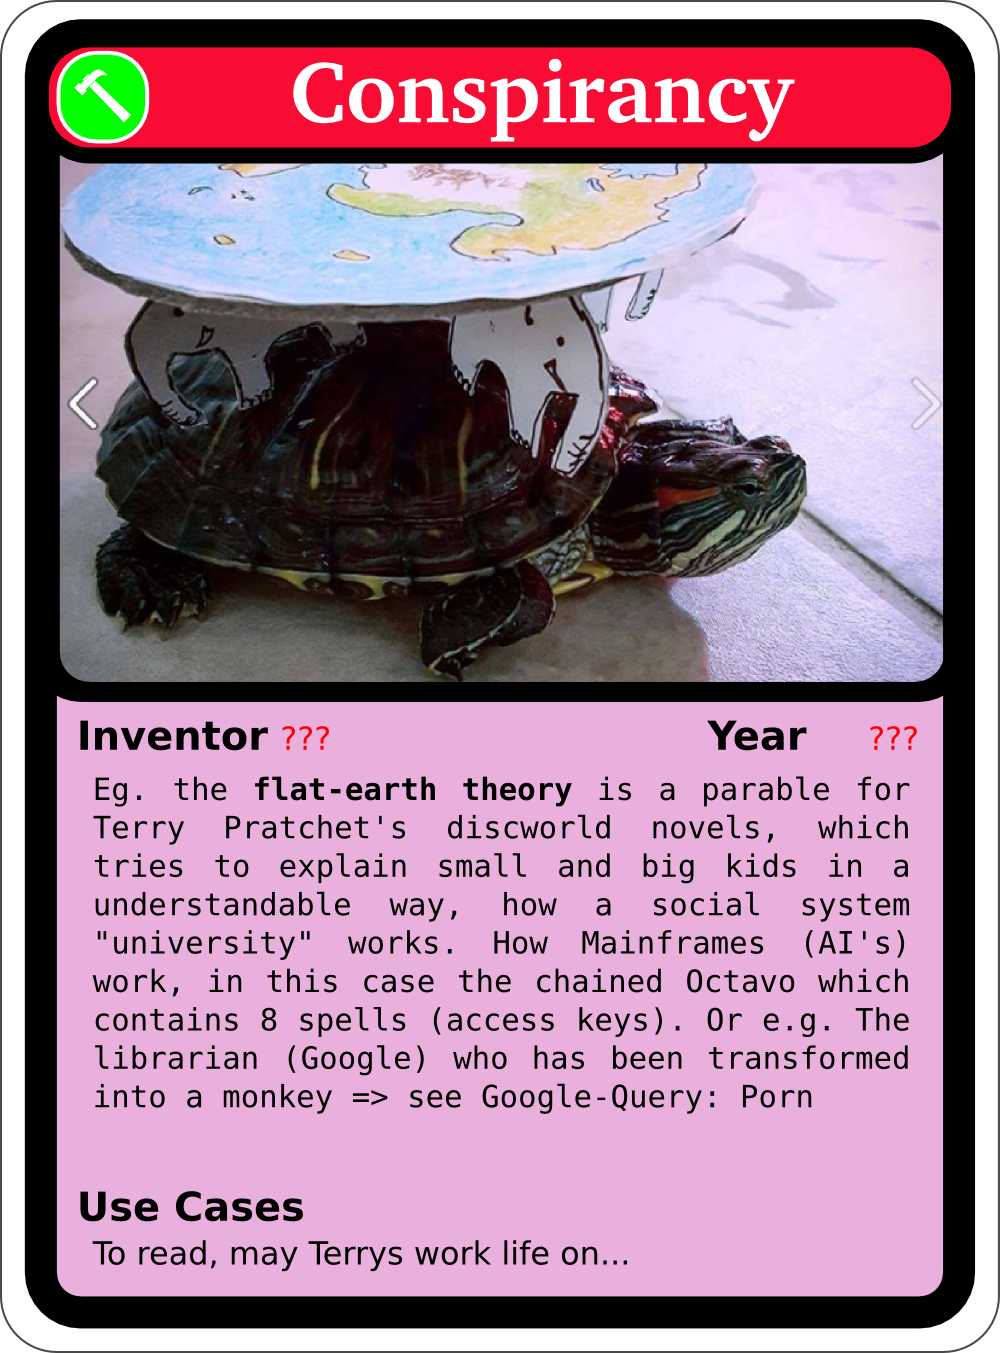 Conspirancy
Inventor ??? Year ???
Eg. the flat-earth theory is a parable for
Terry Pratchet's discworld novels, which
tries to explain small and big kids in a
understandable way, how a social system
"university" works. How Mainframes (AI's)
work, in this case the chained Octavo which
contains 8 spells (access keys). Or e.g. The
librarian (Google) who has been transformed
into a monkey => see Google-Query: Porn
Use Cases
To read, may Terrys work life on...